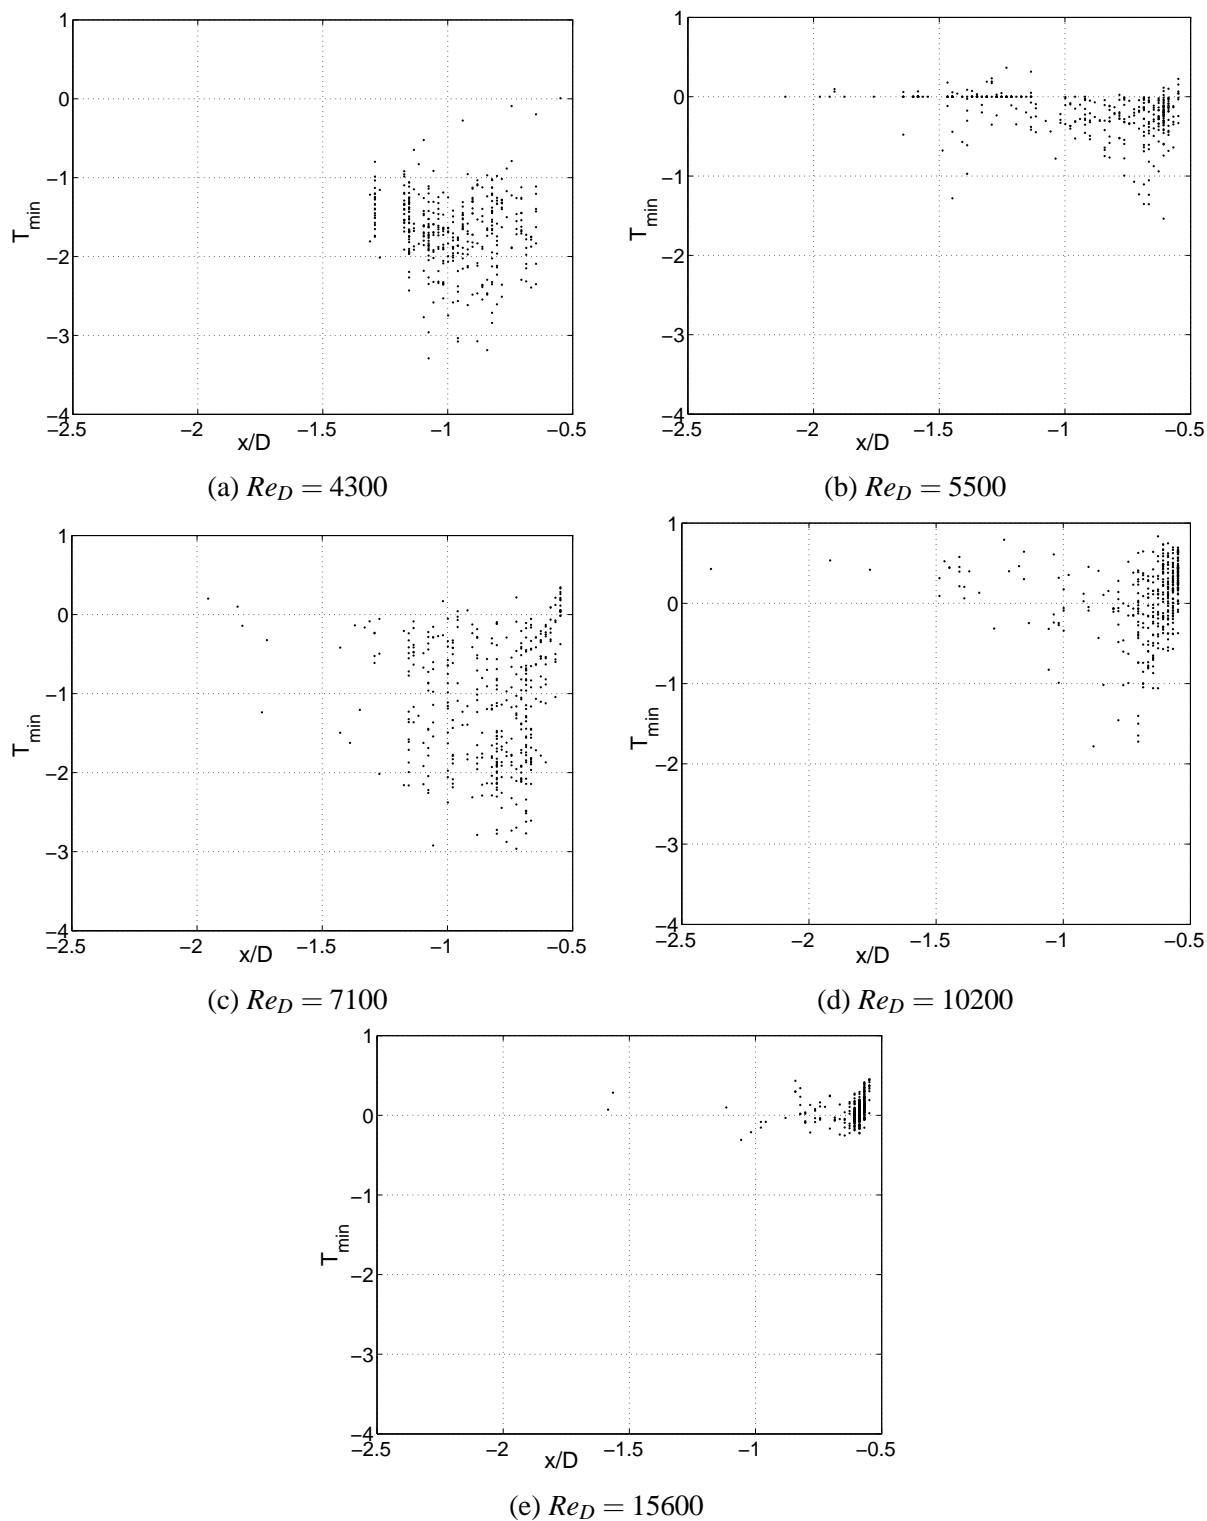 1
0
−1
−2
−3
−4
T_min
−2.5 −2 −1.5 −1 −0.5
x/D
(a) Re_D = 4300
1
0
−1
−2
−3
−4
T_min
−2.5 −2 −1.5 −1 −0.5
x/D
(b) Re_D = 5500
1
0
−1
−2
−3
−4
T_min
−2.5 −2 −1.5 −1 −0.5
x/D
(c) Re_D = 7100
1
0
−1
−2
−3
−4
T_min
−2.5 −2 −1.5 −1 −0.5
x/D
(d) Re_D = 10200
1
0
−1
−2
−3
−4
T_min
−2.5 −2 −1.5 −1 −0.5
x/D
(e) Re_D = 15600